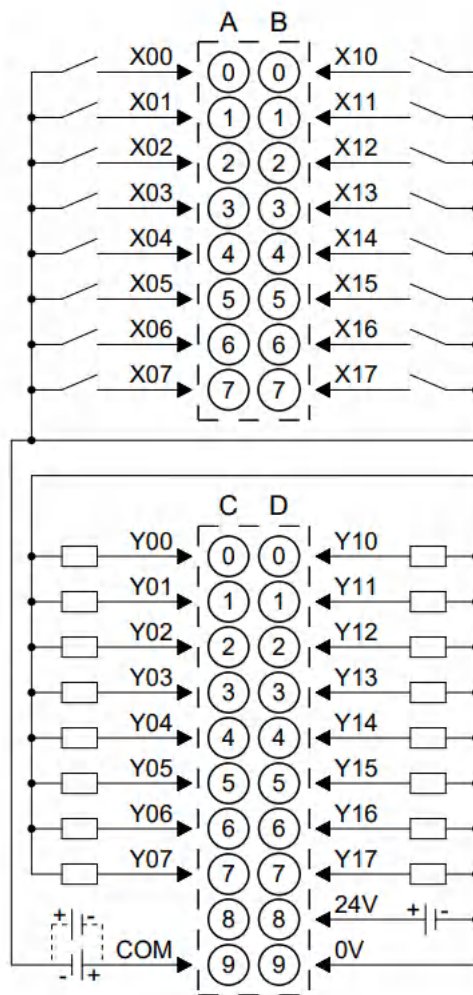 A B
X00 0 0 X10
X01 1 1 X11
X02 2 2 X12
X03 3 3 X13
X04 4 4 X14
X05 5 5 X15
X06 6 6 X16
X07 7 7 X17
C D
Y00 0 0 Y10
Y01 1 1 Y11
Y02 2 2 Y12
Y03 3 3 Y13
Y04 4 4 Y14
Y05 5 5 Y15
Y06 6 6 Y16
Y07 7 7 Y17
+ - 8 8 24V + -
- + COM 9 9 0V